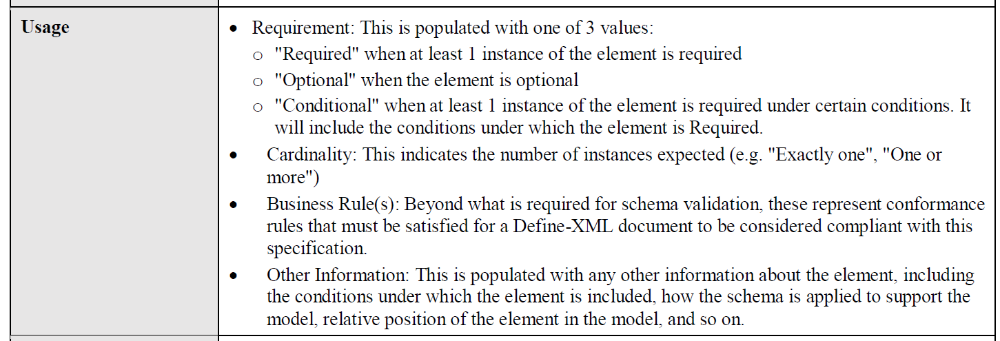 Usage
• Requirement: This is populated with one of 3 values:
o "Required" when at least 1 instance of the element is required
o "Optional" when the element is optional
o "Conditional" when at least 1 instance of the element is required under certain conditions. It
will include the conditions under which the element is Required.
• Cardinality: This indicates the number of instances expected (e.g. "Exactly one", "One or
more")
• Business Rule(s): Beyond what is required for schema validation, these represent conformance
rules that must be satisfied for a Define-XML document to be considered compliant with this
specification.
• Other Information: This is populated with any other information about the element, including
the conditions under which the element is included, how the schema is applied to support the
model, relative position of the element in the model, and so on.